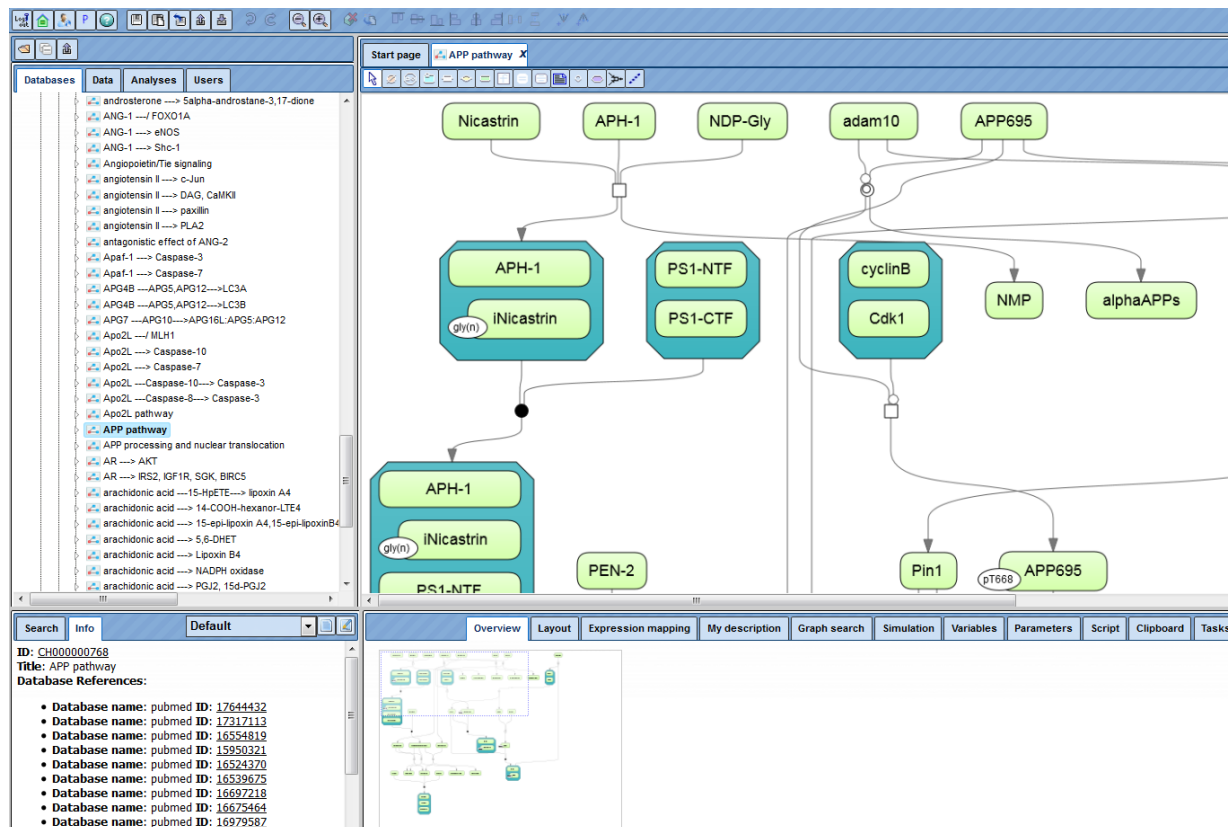 Start page
APP pathway X
Databases
Data
Analyses
Users
androsterone ---> 5alpha-androstane-3,17-dione
ANG-1 ---/ FOXO1A
ANG-1 ---> eNOS
ANG-1 ---> Shc-1
Angiopoietin/Tie signaling
angiotensin II ---> c-Jun
angiotensin II ---> DAG, CaMKII
angiotensin II ---> paxillin
angiotensin II ---> PLA2
antagonistic effect of ANG-2
Apaf-1 ---> Caspase-3
Apaf-1 ---> Caspase-7
APG4B ---APG5,APG12--->LC3A
APG4B ---APG5,APG12--->LC3B
APG7 ---APG10--->APG16L:APG5:APG12
Apo2L ---/ MLH1
Apo2L ---> Caspase-10
Apo2L ---> Caspase-7
Apo2L ---Caspase-10---> Caspase-3
Apo2L ---Caspase-8---> Caspase-3
Apo2L pathway
APP pathway
APP processing and nuclear translocation
AR ---> AKT
AR ---> IRS2, IGF1R, SGK, BIRC5
arachidonic acid ---15-HpETE---> lipoxin A4
arachidonic acid ---> 14-COOH-hexanor-LTE4
arachidonic acid ---> 15-epi-lipoxin A4,15-epi-lipoxinB4
arachidonic acid ---> 5,6-DHET
arachidonic acid ---> Lipoxin B4
arachidonic acid ---> NADPH oxidase
arachidonic acid ---> PGJ2, 15d-PGJ2
Nicastrin
APH-1
NDP-Gly
adam10
APP695
APH-1
iNicastrin
gly(n)
PS1-NTF
PS1-CTF
cyclinB
Cdk1
NMP
alphaAPPs
APH-1
iNicastrin
gly(n)
PS1-NTF
PEN-2
Pin1
APP695
pT668
Search
Info
Default
ID: CH000000768
Title: APP pathway
Database References:
• Database name: pubmed ID: 17644432
• Database name: pubmed ID: 17317113
• Database name: pubmed ID: 16554819
• Database name: pubmed ID: 15950321
• Database name: pubmed ID: 16524370
• Database name: pubmed ID: 16539675
• Database name: pubmed ID: 16697218
• Database name: pubmed ID: 16675464
• Database name: pubmed ID: 16979587
Overview
Layout
Expression mapping
My description
Graph search
Simulation
Variables
Parameters
Script
Clipboard
Tasks